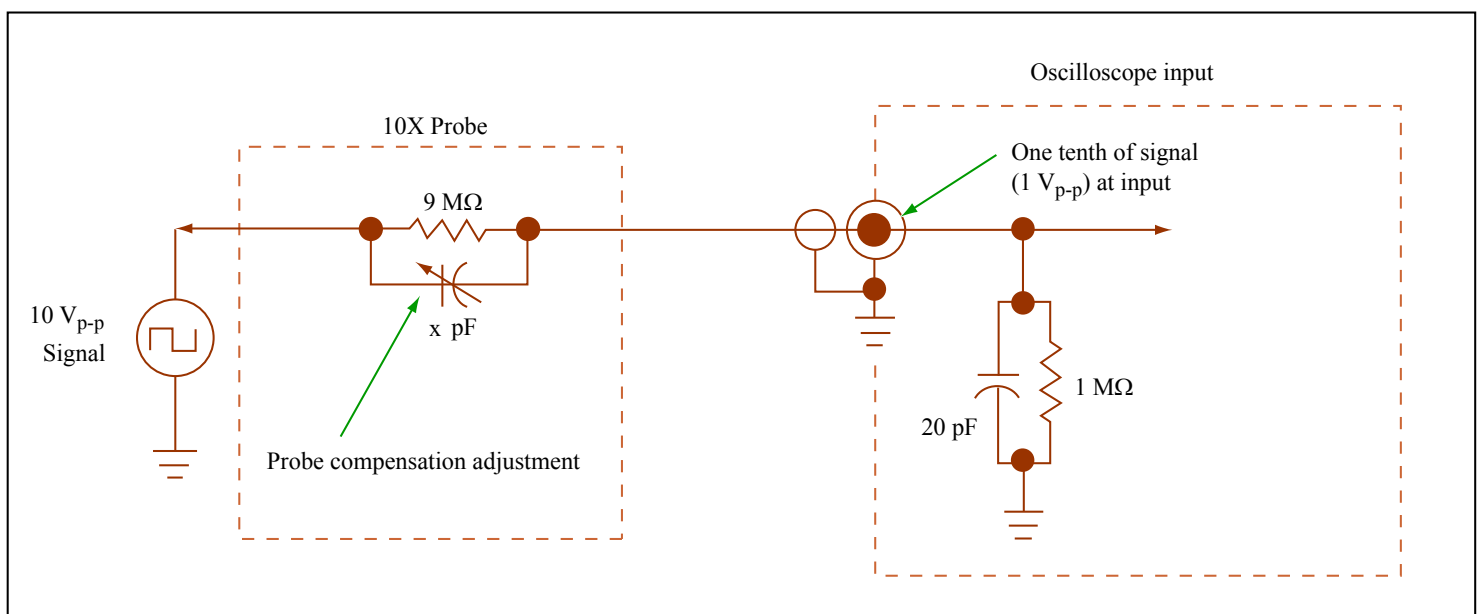 Oscilloscope input
10X Probe
One tenth of signal
(1 Vp-p) at input
9 MΩ
x pF
10 Vp-p
Signal
1 MΩ
20 pF
Probe compensation adjustment